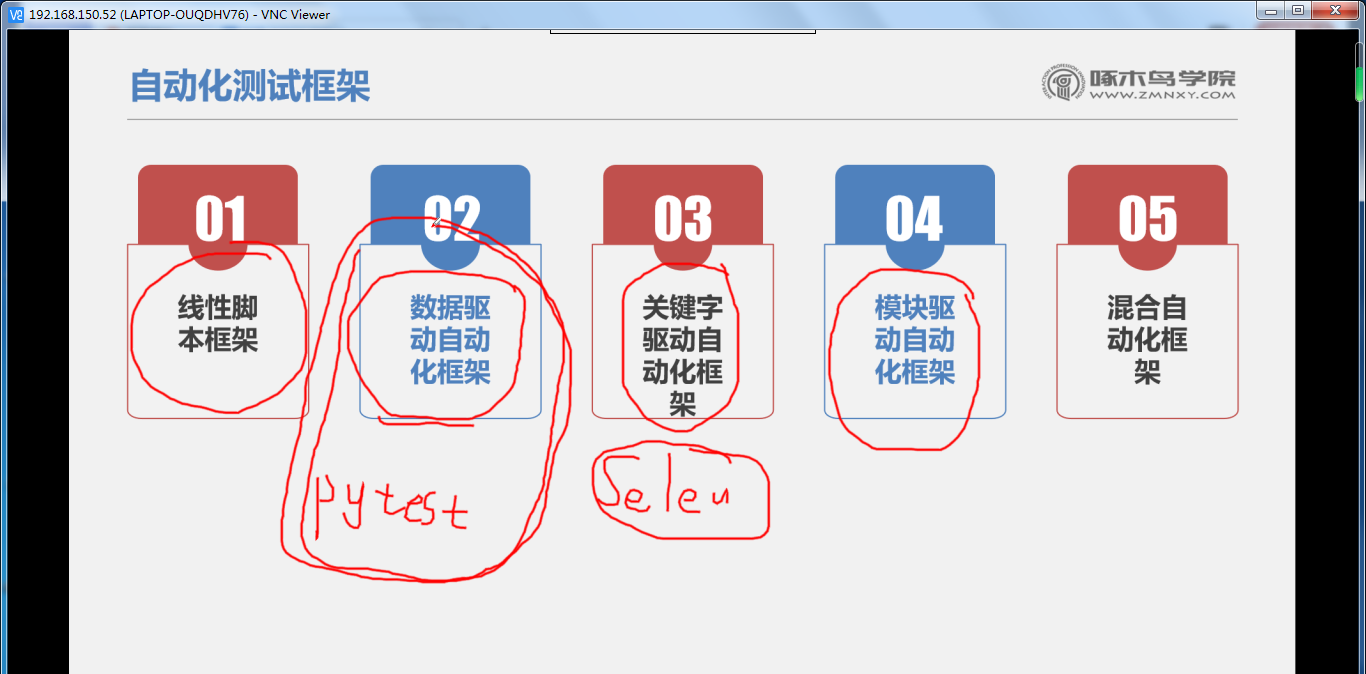 192.168.150.52 (LAPTOP-OUQDHV76) - VNC Viewer
自动化测试框架
啄木鸟学院
WWW.ZMNXY.COM
01
02
03
04
05
线性脚
本框架
数据驱
动自动
化框架
关键字
驱动自
动化框
架
模块驱
动自动
化框架
混合自
动化框
架
pytest
Seleu